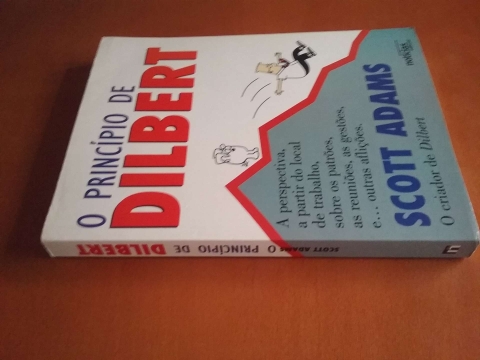 O PRINCÍPIO DE
DILBERT
A perspectiva,
a partir do local
de trabalho,
sobre os patrões,
as reuniões, as gestões,
e... outras aflições.
SCOTT ADAMS
O criador de Dilbert
notícias
SCOTT ADAMS O PRINCÍPIO DE DILBERT